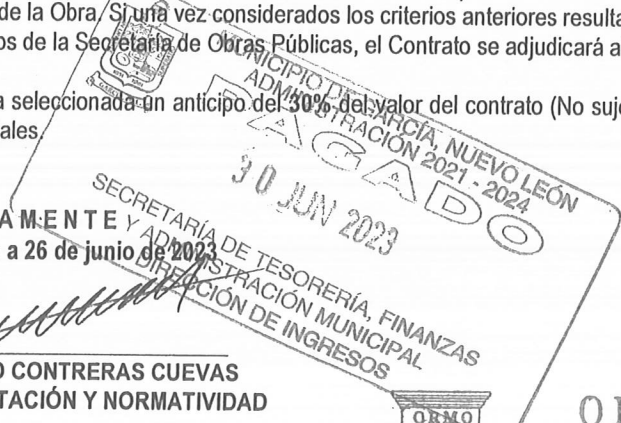 de la Obra. Si una vez considerados los criterios anteriores resulta
os de la Secretaría de Obras Públicas, el Contrato se adjudicará a
a seleccionada un anticipo del 30% del valor del contrato (No suje
ales.
MUNICIPIO DE GARCÍA, NUEVO LEÓN
ADMINISTRACIÓN 2021 - 2024
PAGADO
30 JUN 2023
SECRETARÍA DE TESORERÍA, FINANZAS
Y ADMINISTRACIÓN MUNICIPAL
DIRECCIÓN DE INGRESOS
A M E N T E
a 26 de junio de 2023
O CONTRERAS CUEVAS
TACIÓN Y NORMATIVIDAD
ORMO